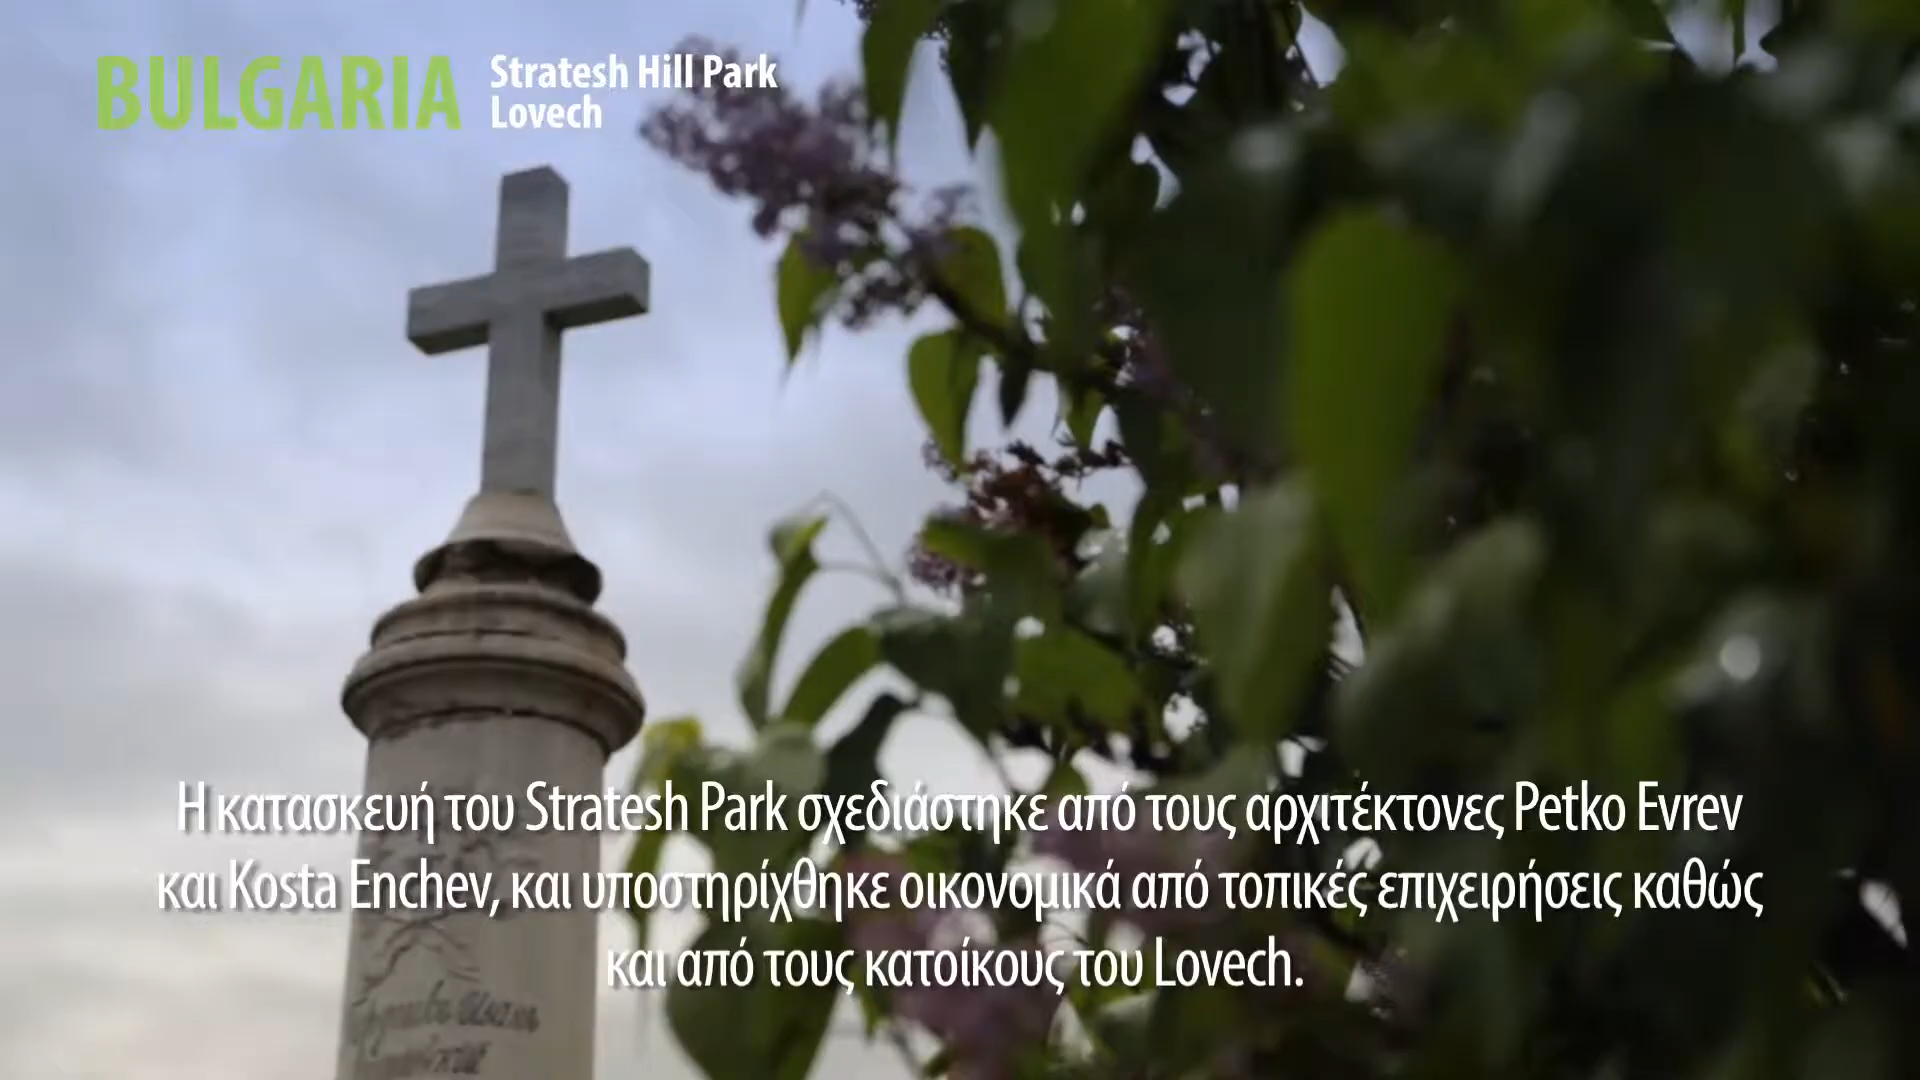 BULGARIA
Stratesh Hill Park
Lovech
Η κατασκευή του Stratesh Park σχεδιάστηκε από τους αρχιτέκτονες Petko Evrev
και Kosta Enchev, και υποστηρίχθηκε οικονομικά από τοπικές επιχειρήσεις καθώς
και από τους κατοίκους του Lovech.